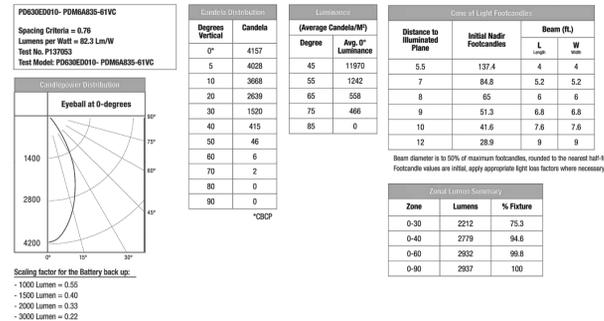 PD630ED010- PDM6A835-61VC
Spacing Criteria = 0.76
Lumens per Watt = 82.3 Lm/W
Test No. P137053
Test Model: PD630ED010- PDM6A835-61VC
Candlepower Distribution
Eyeball at 0-degrees
90°
75°
60°
45°
1400
2800
4200
0° 15° 30°
Scaling factor for the Battery back up:
- 1000 Lumen = 0.55
- 1500 Lumen = 0.40
- 2000 Lumen = 0.33
- 3000 Lumen = 0.22
Candela Distribution
Degrees Vertical Candela
0* 4157
5 4028
10 3668
20 2639
30 1520
40 415
50 46
60 6
70 2
80 0
90 0
*CBCP
Luminance
(Average Candela/M²)
Degree Avg. 0° Luminance
45 11970
55 1242
65 558
75 466
85 0
Cone of Light Footcandles
Distance to Illuminated Plane Initial Nadir Footcandles Beam (ft.)
L Length W Width
5.5 137.4 4 4
7 84.8 5.2 5.2
8 65 6 6
9 51.3 6.8 6.8
10 41.6 7.6 7.6
12 28.9 9 9
Beam diameter is to 50% of maximum footcandles, rounded to the nearest half-f
Footcandle values are initial, apply appropriate light loss factors where necessary
Zonal Lumen Summary
Zone Lumens % Fixture
0-30 2212 75.3
0-40 2779 94.6
0-60 2932 99.8
0-90 2937 100